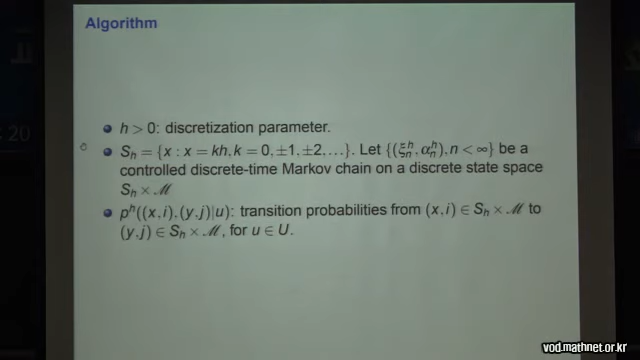 Algorithm
h > 0: discretization parameter.
S_h = {x : x = kh, k = 0, ±1, ±2, ...}. Let {(ξ_n^h, α_n^h), n < ∞} be a
controlled discrete-time Markov chain on a discrete state space
S_h × ℳ
p^h((x, i), (y, j)|u): transition probabilities from (x, i) ∈ S_h × ℳ to
(y, j) ∈ S_h × ℳ, for u ∈ U.
20
vod.mathnet.or.kr